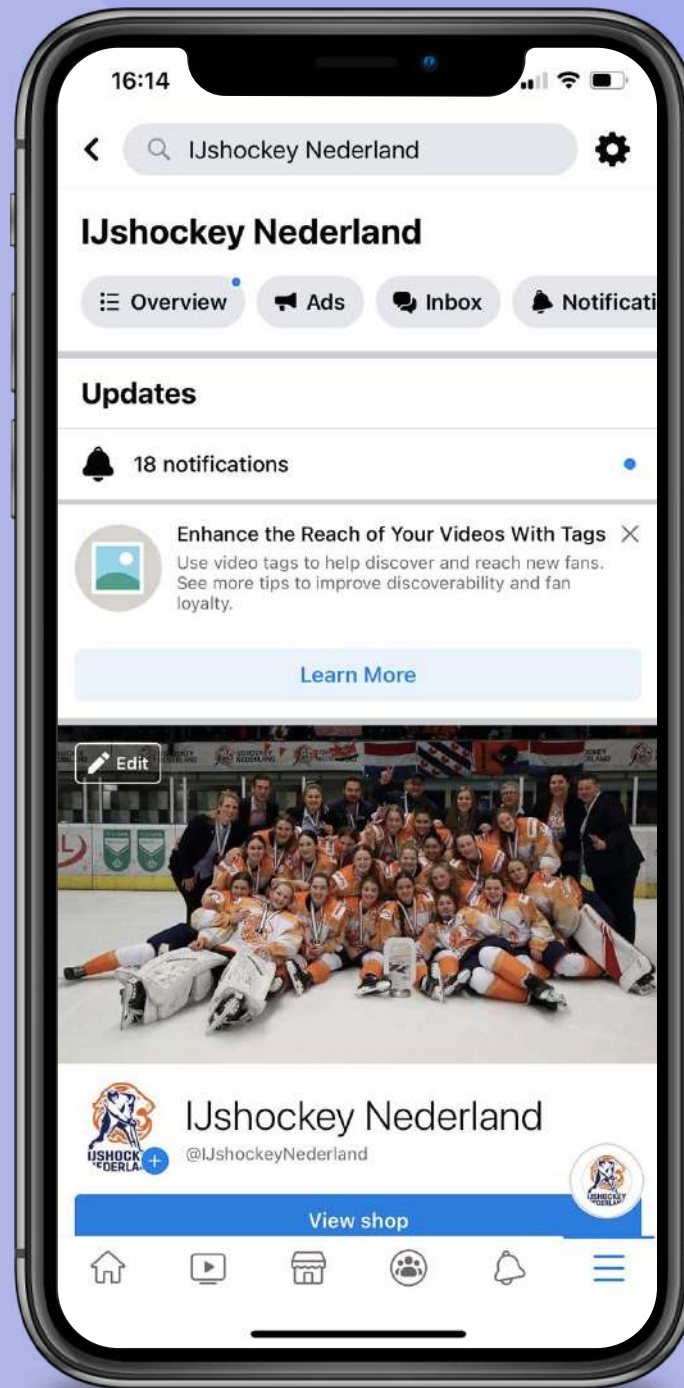 16:14
IJshockey Nederland
IJshockey Nederland
Overview
Ads
Inbox
Notificati
Updates
18 notifications
Enhance the Reach of Your Videos With Tags
Use video tags to help discover and reach new fans.
See more tips to improve discoverability and fan
loyalty.
Learn More
Edit
IJshockey Nederland
@IJshockeyNederland
View shop